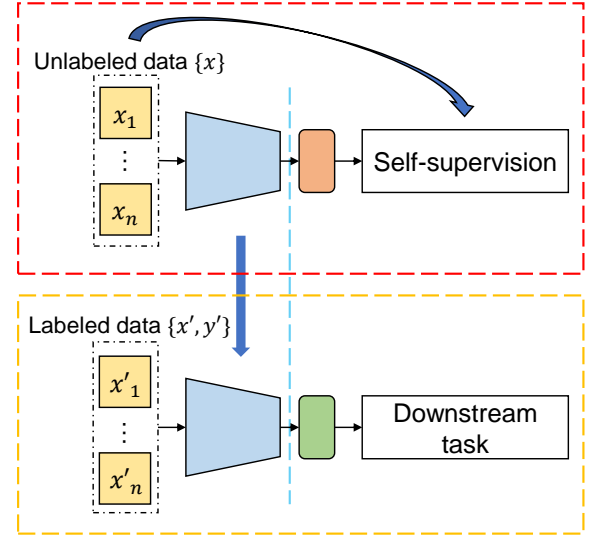 Unlabeled data {x}
x₁
⋮
xₙ
Self-supervision
Labeled data {x′, y′}
x′₁
⋮
x′ₙ
Downstream
task